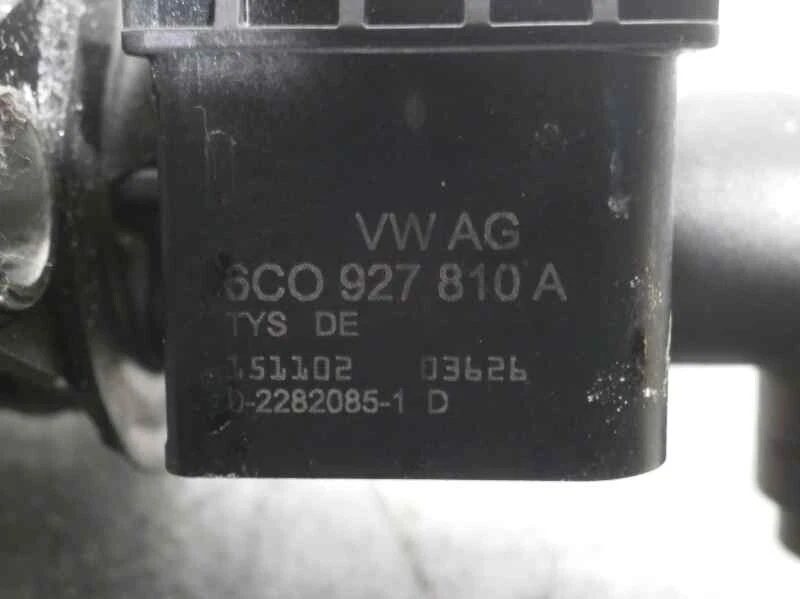 VW AG
6C0 927 810 A
TYS DE
151102 03626
0-2282085-1 D